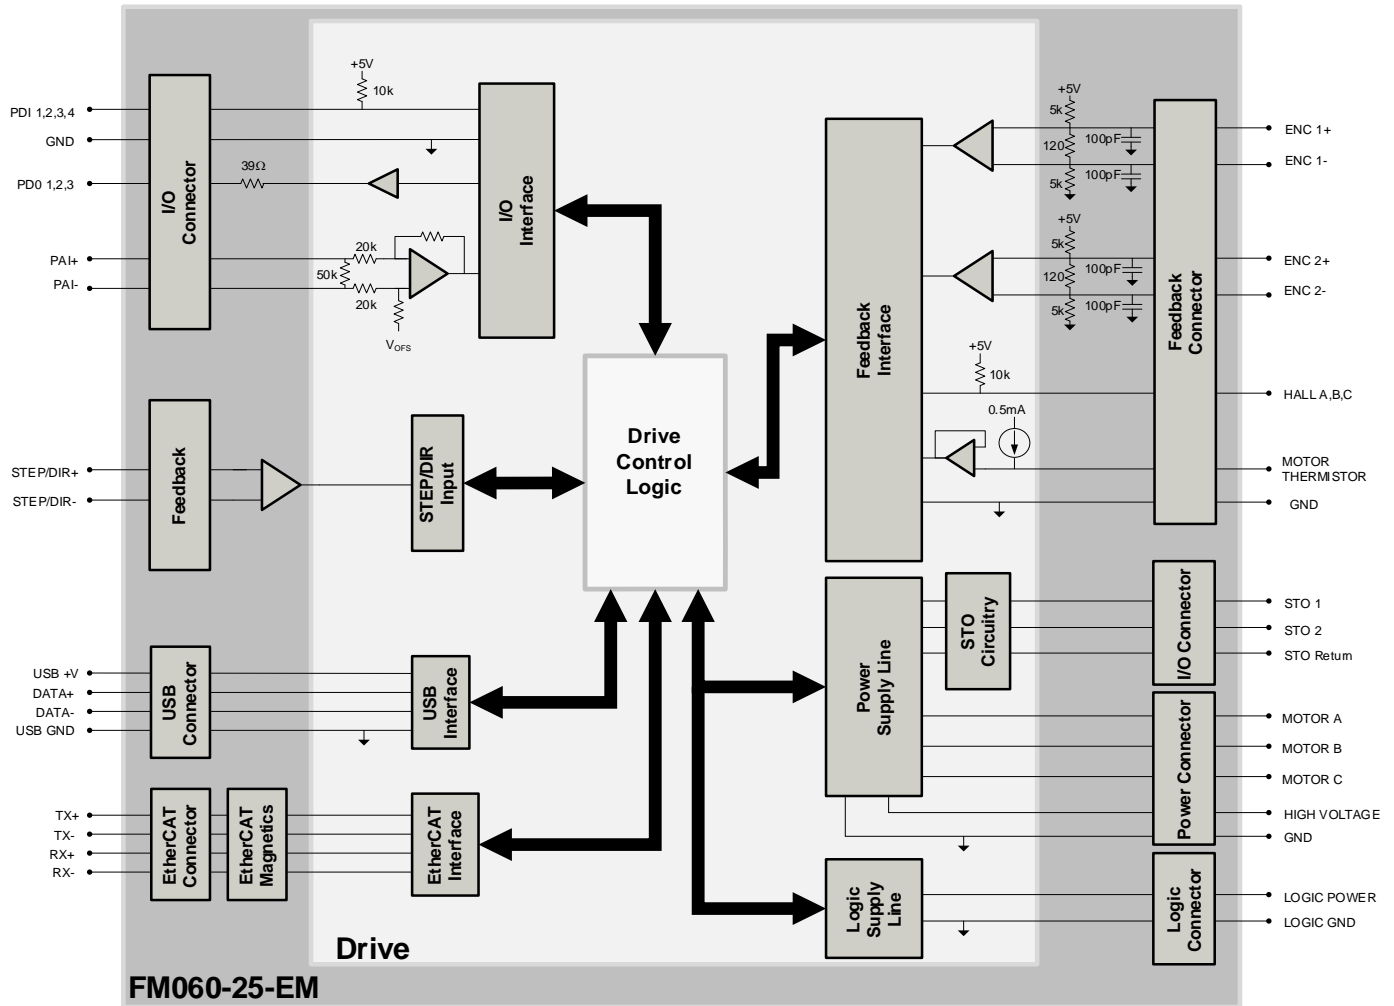 PDI 1,2,3,4
GND
PD0 1,2,3
PAI+
PAI-
I/O
Connector
+5V
10k
39Ω
20k
50k
20k
VOFS
I/O
Interface
STEP/DIR+
STEP/DIR-
Feedback
STEP/DIR
Input
USB +V
DATA+
DATA-
USB GND
USB
Connector
USB
Interface
TX+
TX-
RX+
RX-
EtherCAT
Connector
EtherCAT
Magnetics
EtherCAT
Interface
Drive
Control
Logic
Feedback
Interface
+5V
5k
120
5k
100pF
100pF
+5V
5k
120
5k
100pF
100pF
+5V
10k
0.5mA
Feedback
Connector
ENC 1+
ENC 1-
ENC 2+
ENC 2-
HALL A,B,C
MOTOR
THERMISTOR
GND
Power
Supply Line
STO
Circuitry
I/O Connector
STO 1
STO 2
STO Return
Power Connector
MOTOR A
MOTOR B
MOTOR C
HIGH VOLTAGE
GND
Logic
Supply
Line
Logic
Connector
LOGIC POWER
LOGIC GND
Drive
FM060-25-EM